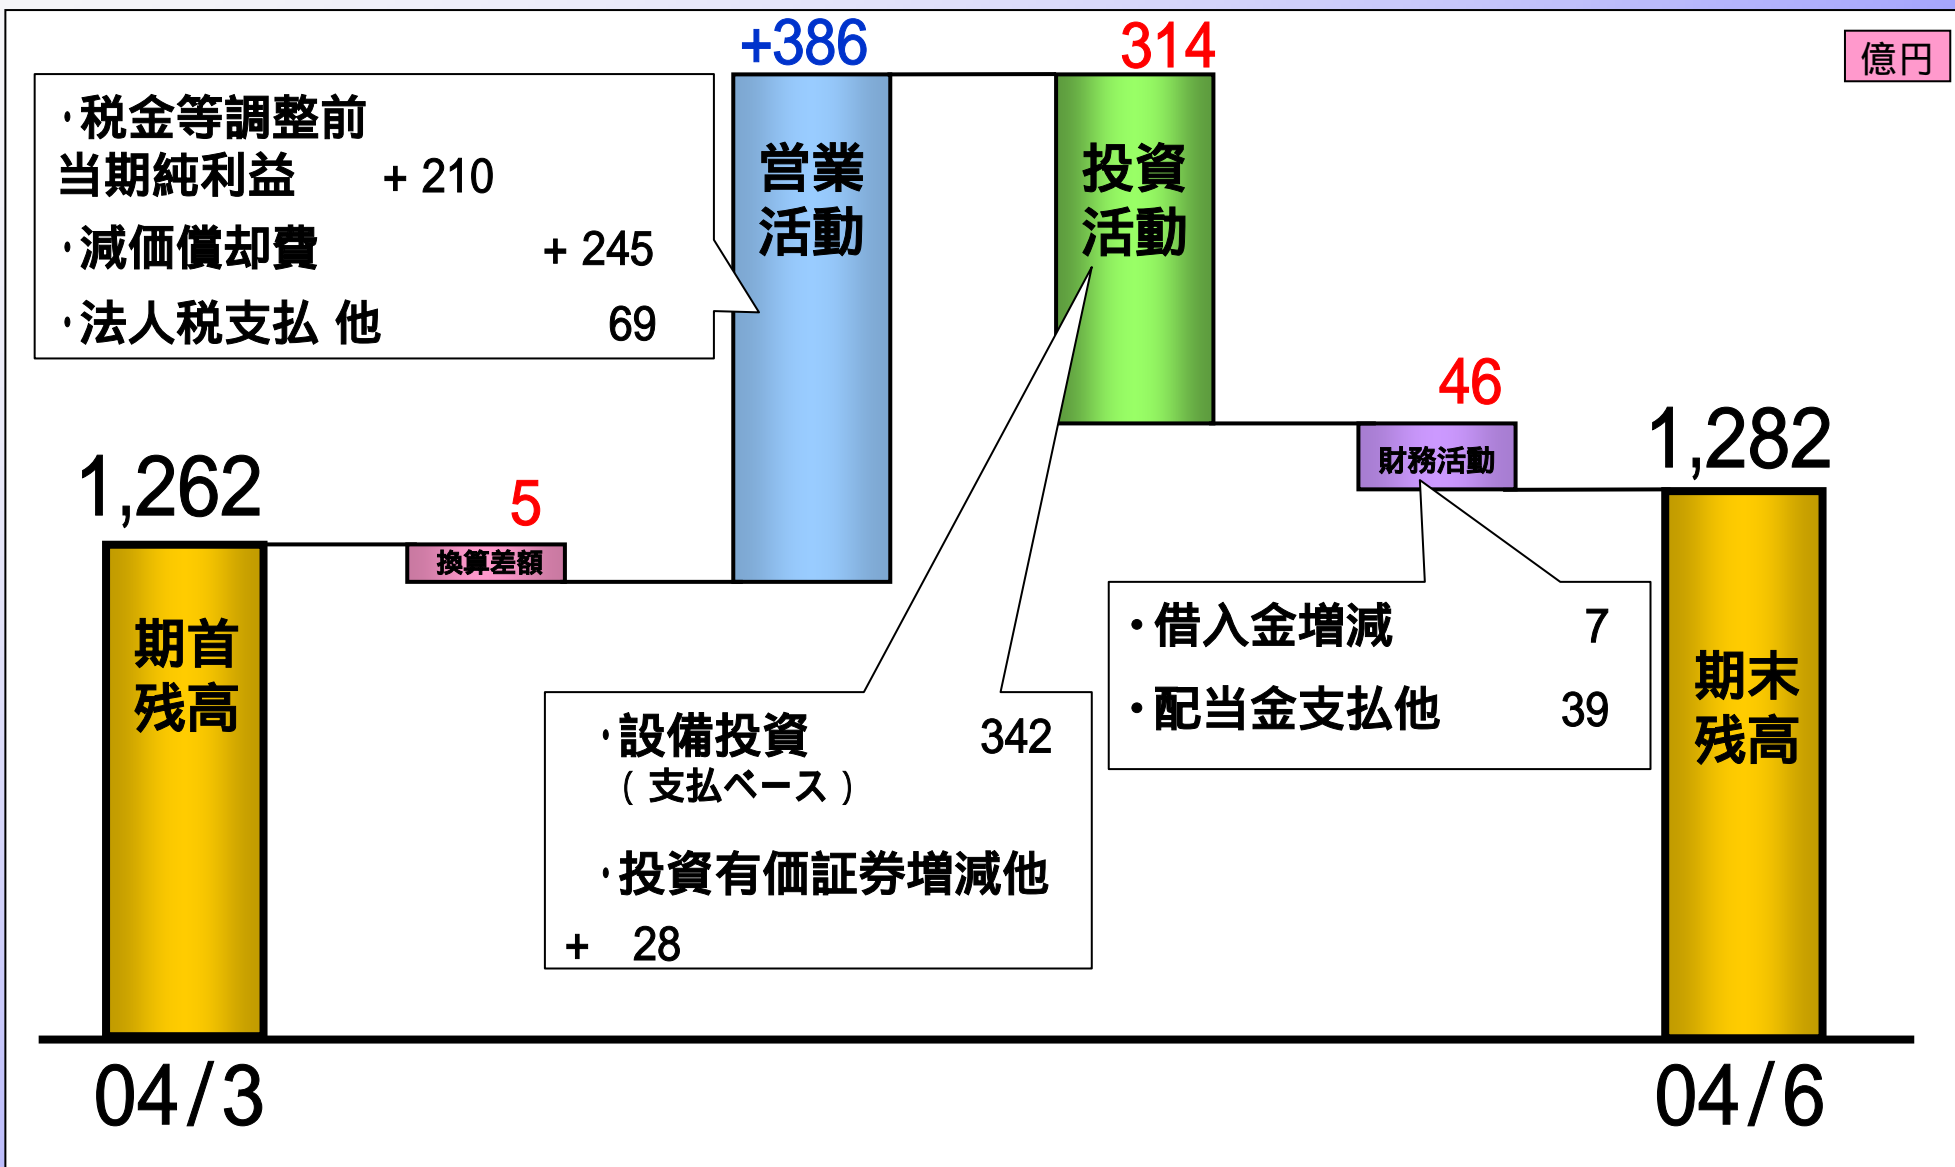 億円
+386
314
・税金等調整前
当期純利益 + 210
・減価償却費 + 245
・法人税支払 他 69
営業
活動
投資
活動
46
財務活動
1,262
5
換算差額
1,282
期首
残高
・借入金増減 7
・配当金支払他 39
・設備投資 342
( 支払ベース )
・投資有価証券増減他
+ 28
期末
残高
04/3
04/6